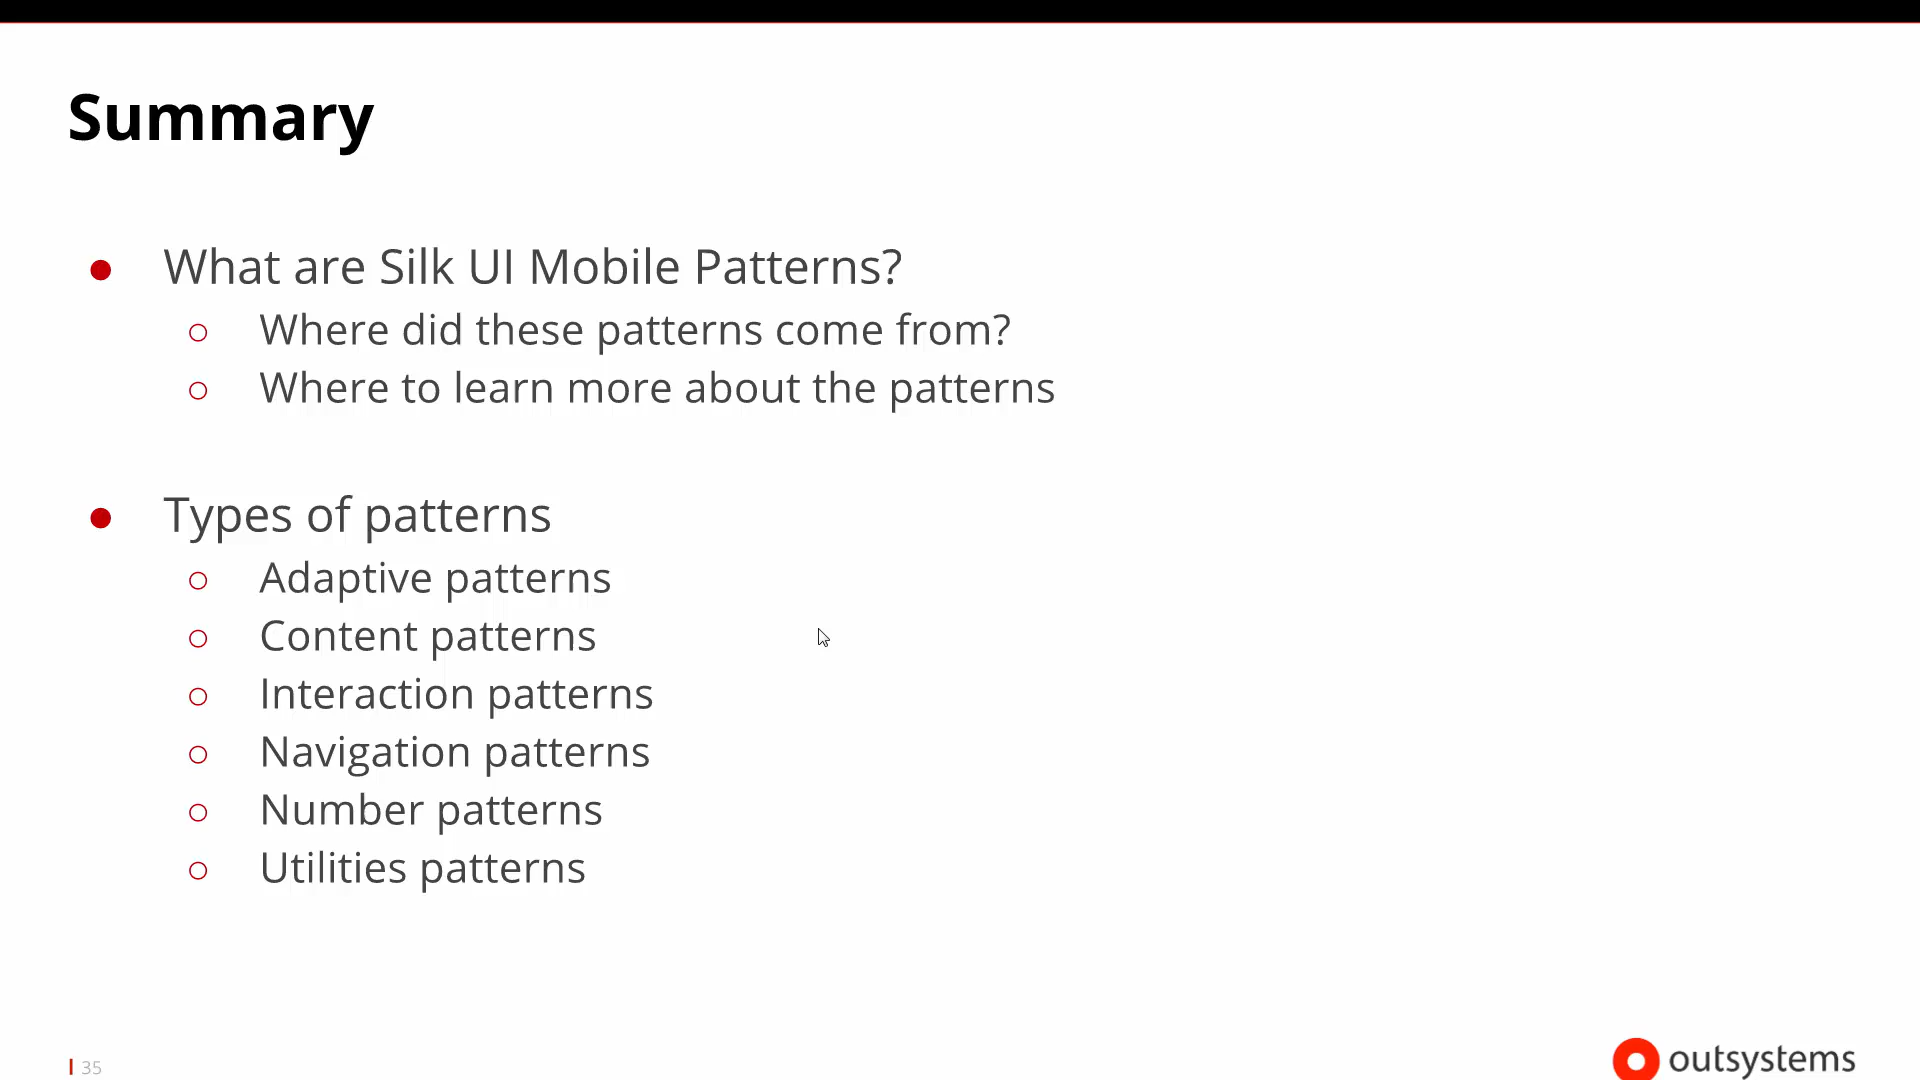 Summary
● What are Silk UI Mobile Patterns?
○ Where did these patterns come from?
○ Where to learn more about the patterns
● Types of patterns
○ Adaptive patterns
○ Content patterns
○ Interaction patterns
○ Navigation patterns
○ Number patterns
○ Utilities patterns
35
outsystems